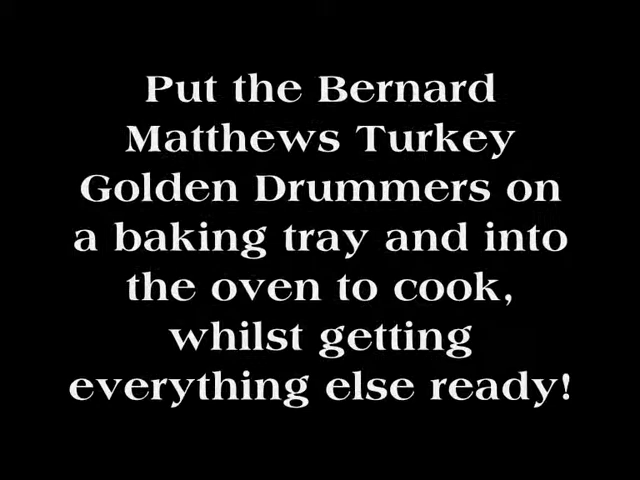 Put the Bernard
Matthews Turkey
Golden Drummers on
a baking tray and into
the oven to cook,
whilst getting
everything else ready!